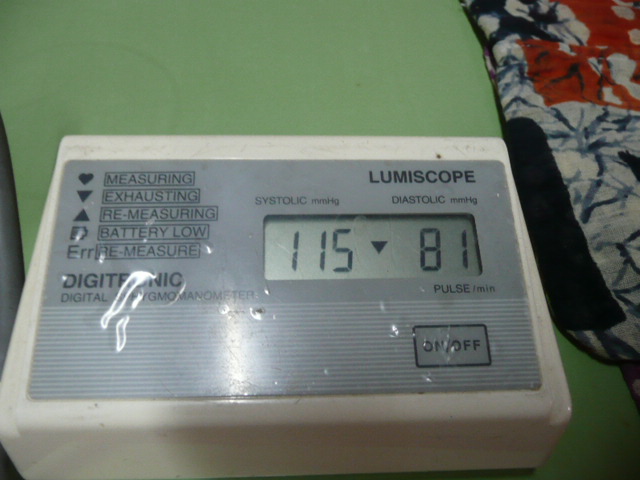 LUMISCOPE
MEASURING
EXHAUSTING
RE-MEASURING
BATTERY LOW
Err RE-MEASURE
SYSTOLIC mmHg DIASTOLIC mmHg
115 81
PULSE/min
DIGITRONIC
DIGITAL
ON/OFF